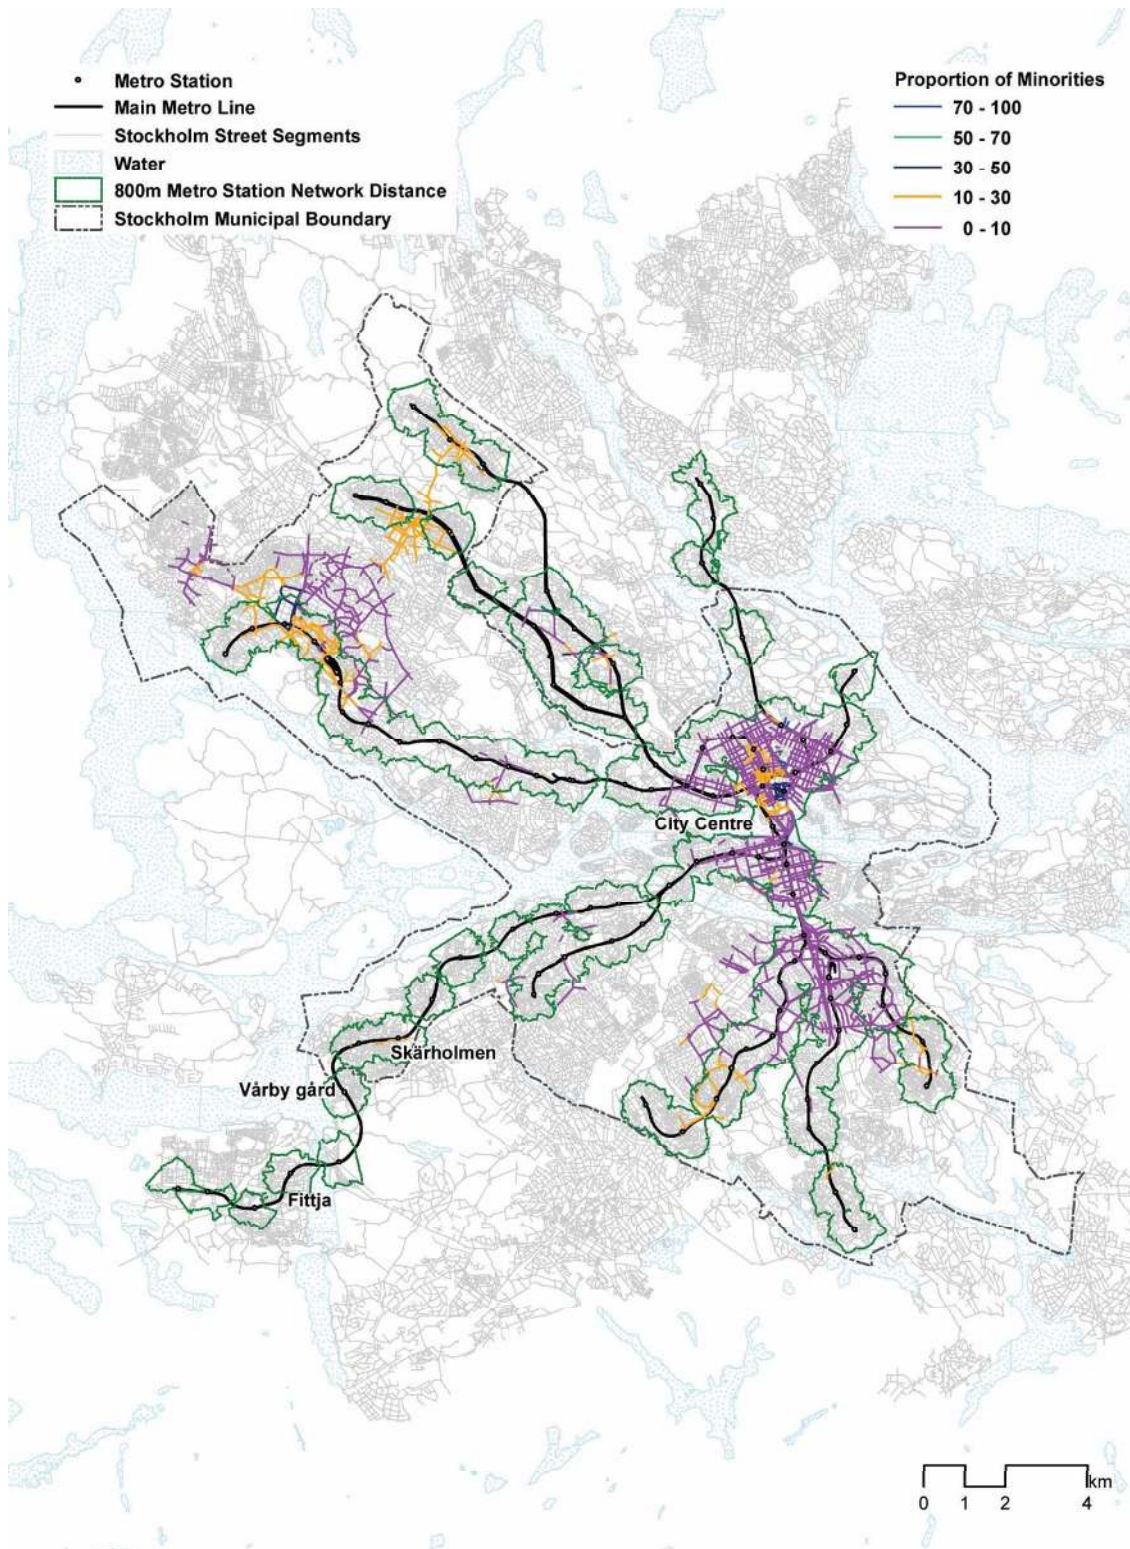 Metro Station
Main Metro Line
Stockholm Street Segments
Water
800m Metro Station Network Distance
Stockholm Municipal Boundary
Proportion of Minorities
70 - 100
50 - 70
30 - 50
10 - 30
0 - 10
City Centre
Skärholmen
Vårby gård
Fittja
km
0 1 2 4